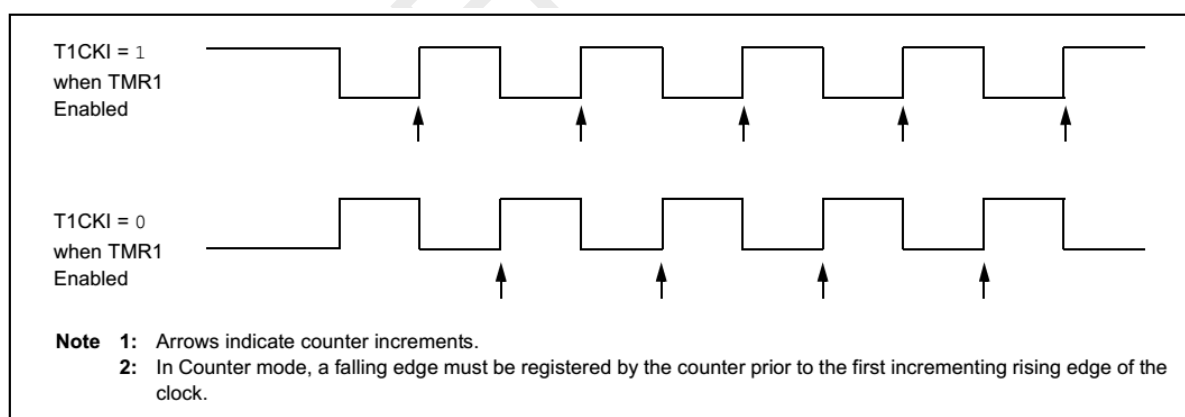 T1CKI = 1
when TMR1
Enabled
T1CKI = 0
when TMR1
Enabled
Note 1: Arrows indicate counter increments.
2: In Counter mode, a falling edge must be registered by the counter prior to the first incrementing rising edge of the
clock.